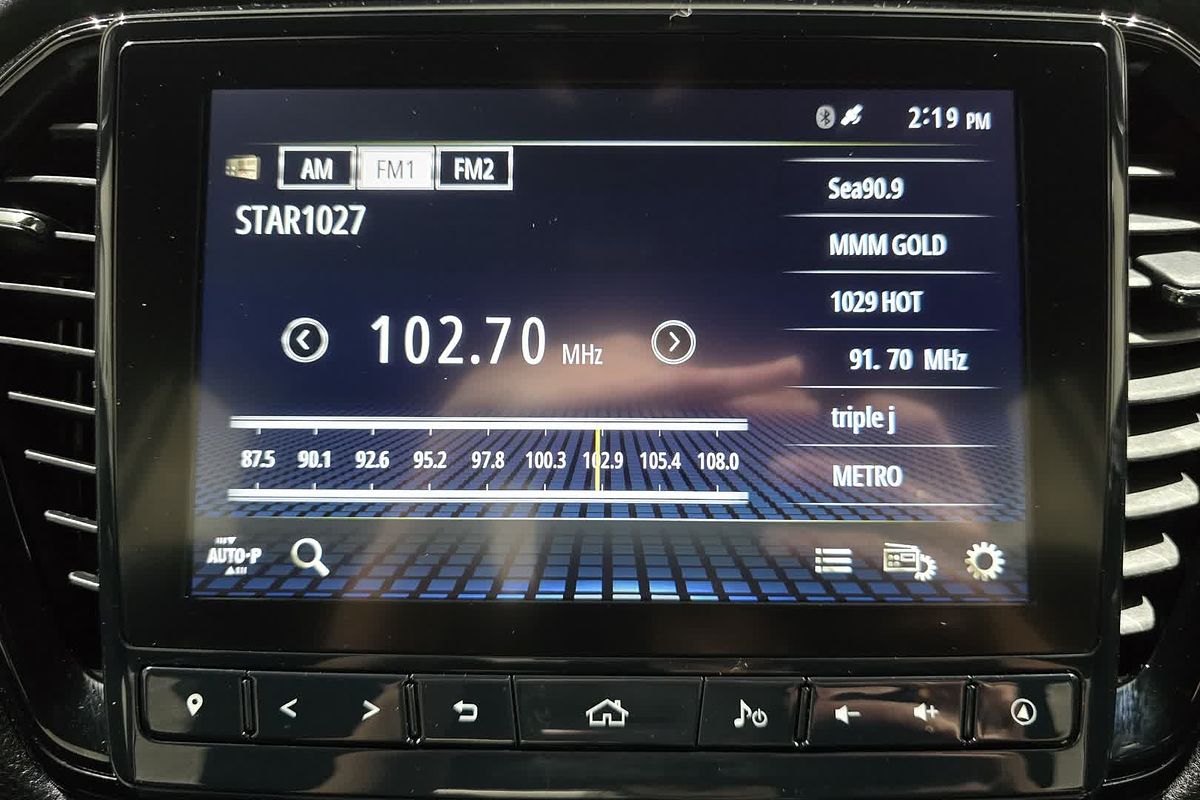 2:19 PM
AM FM1 FM2
STAR1027
102.70 MHz
87.5 90.1 92.6 95.2 97.8 100.3 102.9 105.4 108.0
AUTO-P
Sea90.9
MMM GOLD
1029 HOT
91. 70 MHz
triple j
METRO